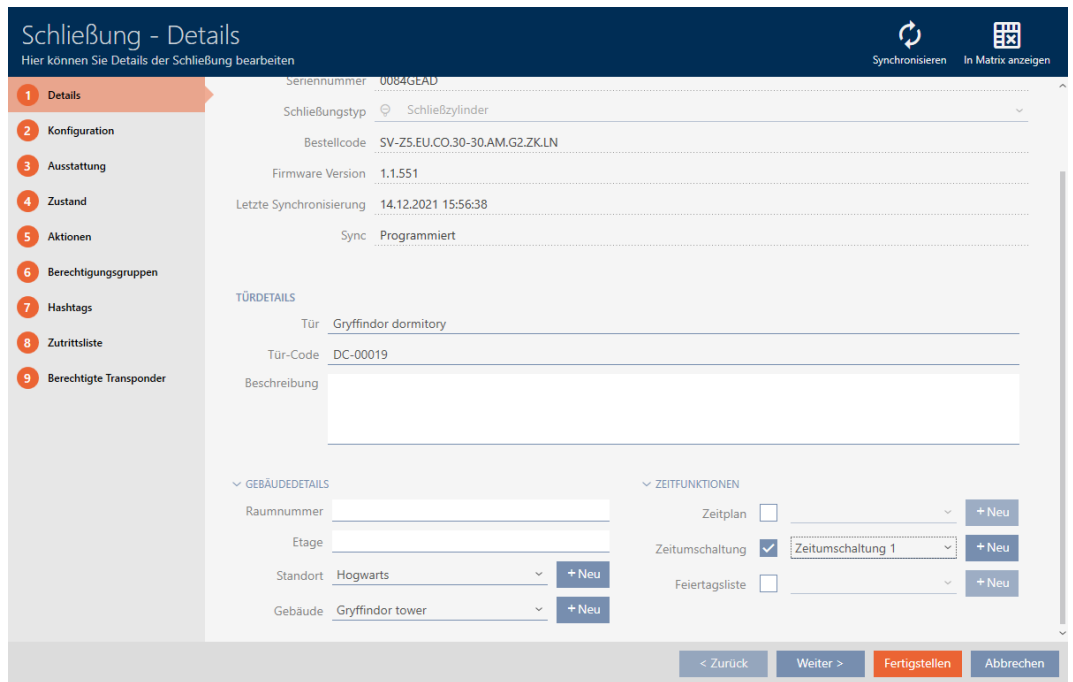 Schließung - Details
Hier können Sie Details der Schließung bearbeiten
Synchronisieren
In Matrix anzeigen
1 Details
2 Konfiguration
3 Ausstattung
4 Zustand
5 Aktionen
6 Berechtigungsgruppen
7 Hashtags
8 Zutrittsliste
9 Berechtigte Transponder
Seriennummer 0084GEAD
Schließungstyp Schließzylinder
Bestellcode SV-Z5.EU.CO.30-30.AM.G2.ZK.LN
Firmware Version 1.1.551
Letzte Synchronisierung 14.12.2021 15:56:38
Sync Programmiert
TÜRDETAILS
Tür Gryffindor dormitory
Tür-Code DC-00019
Beschreibung
GEBÄUDEDETAILS
Raumnummer
Etage
Standort Hogwarts + Neu
Gebäude Gryffindor tower + Neu
ZEITFUNKTIONEN
Zeitplan + Neu
Zeitumschaltung Zeitumschaltung 1 + Neu
Feiertagsliste + Neu
< Zurück Weiter > Fertigstellen Abbrechen